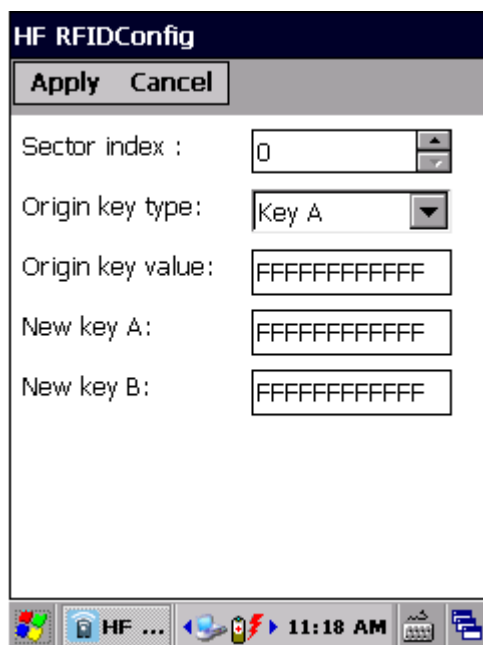 HF RFIDConfig
Apply Cancel
Sector index : 0
Origin key type: Key A
Origin key value: FFFFFFFFFFFF
New key A: FFFFFFFFFFFF
New key B: FFFFFFFFFFFF
HF ... 11:18 AM